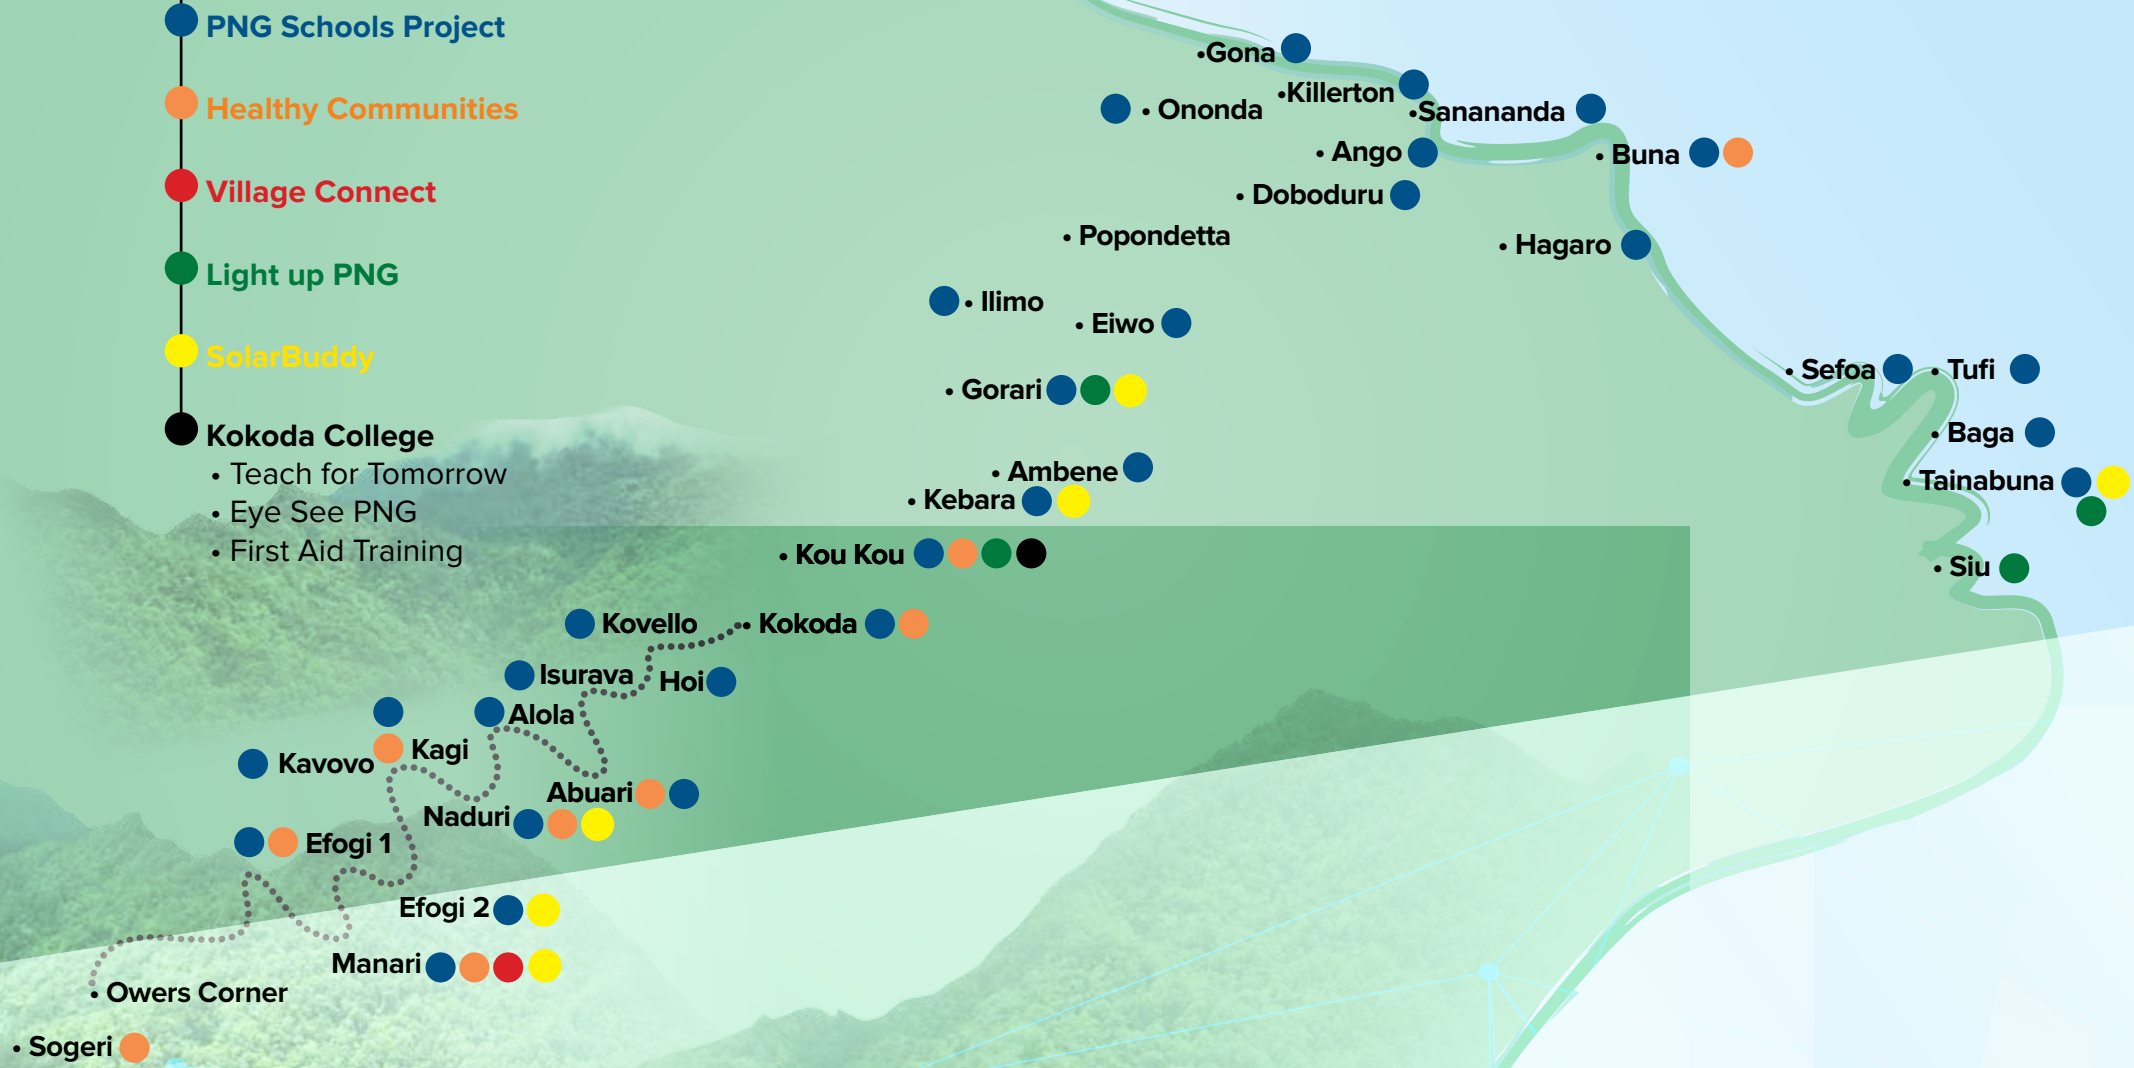 PNG Schools Project
Healthy Communities
Village Connect
Light up PNG
SolarBuddy
Kokoda College
• Teach for Tomorrow
• Eye See PNG
• First Aid Training
•Gona
•Killerton
• Ononda
•Sanananda
• Ango
• Buna
• Doboduru
• Popondetta
• Hagaro
• Ilimo
• Eiwo
• Sefoa
• Tufi
• Gorari
• Baga
• Ambene
• Tainabuna
• Kebara
• Kou Kou
• Siu
Kovello
• Kokoda
Isurava
Hoi
Alola
Kagi
Kavovo
Abuari
Naduri
Efogi 1
Efogi 2
Manari
• Owers Corner
• Sogeri